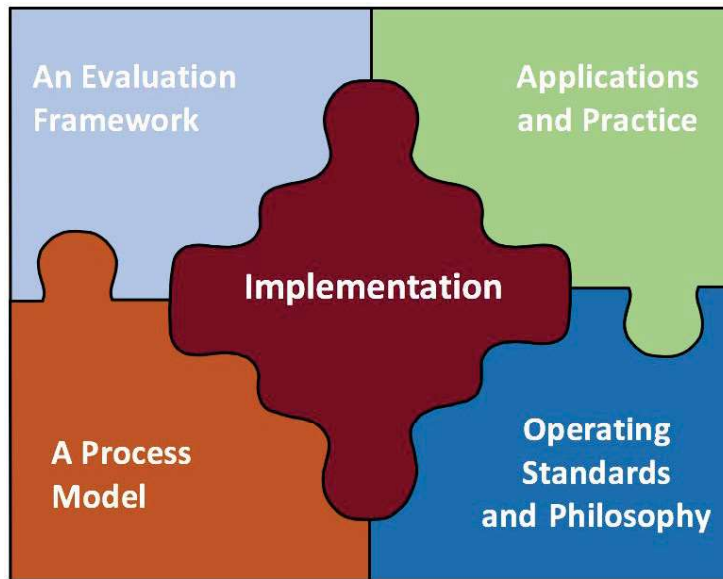 An Evaluation
Framework
Applications
and Practice
Implementation
A Process
Model
Operating
Standards
and Philosophy